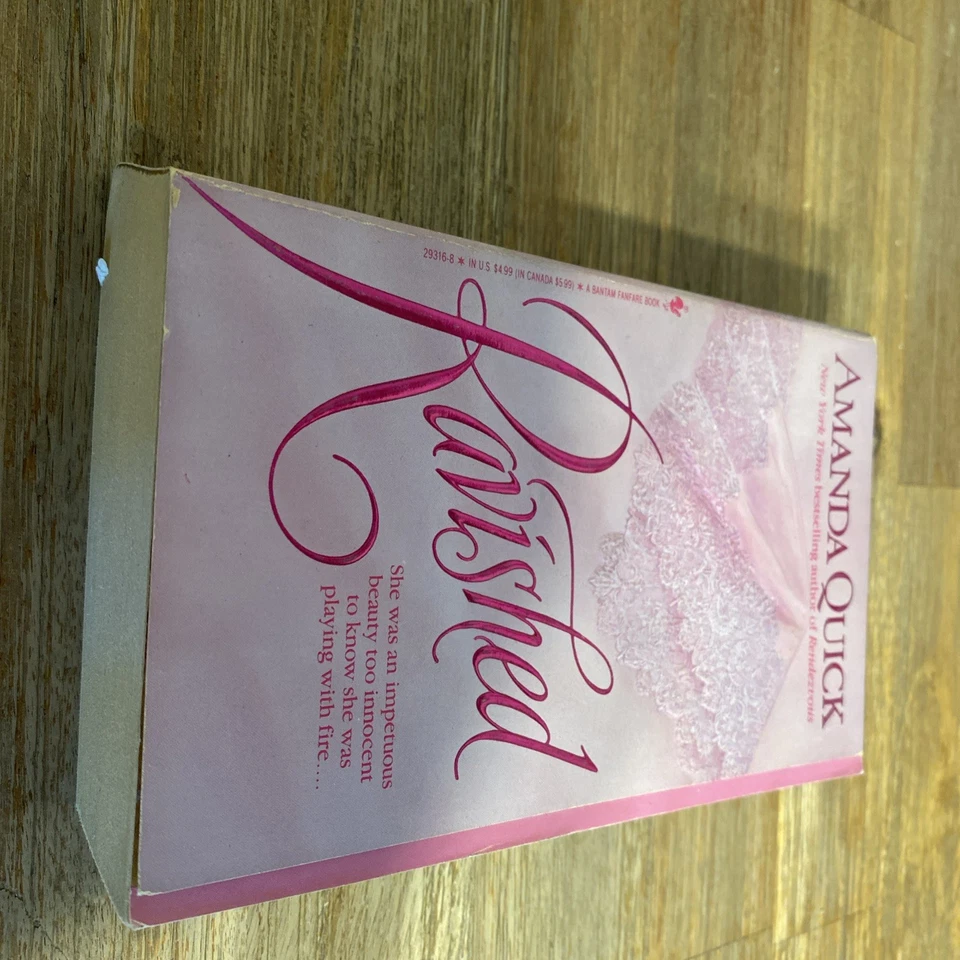 AMANDA QUICK
New York Times bestselling author of Rendezvous
29316-8 * IN U.S. $4.99 (IN CANADA $5.99) * A BANTAM FANFARE BOOK
Ravished
She was an impetuous
beauty too innocent
to know she was
playing with fire.....